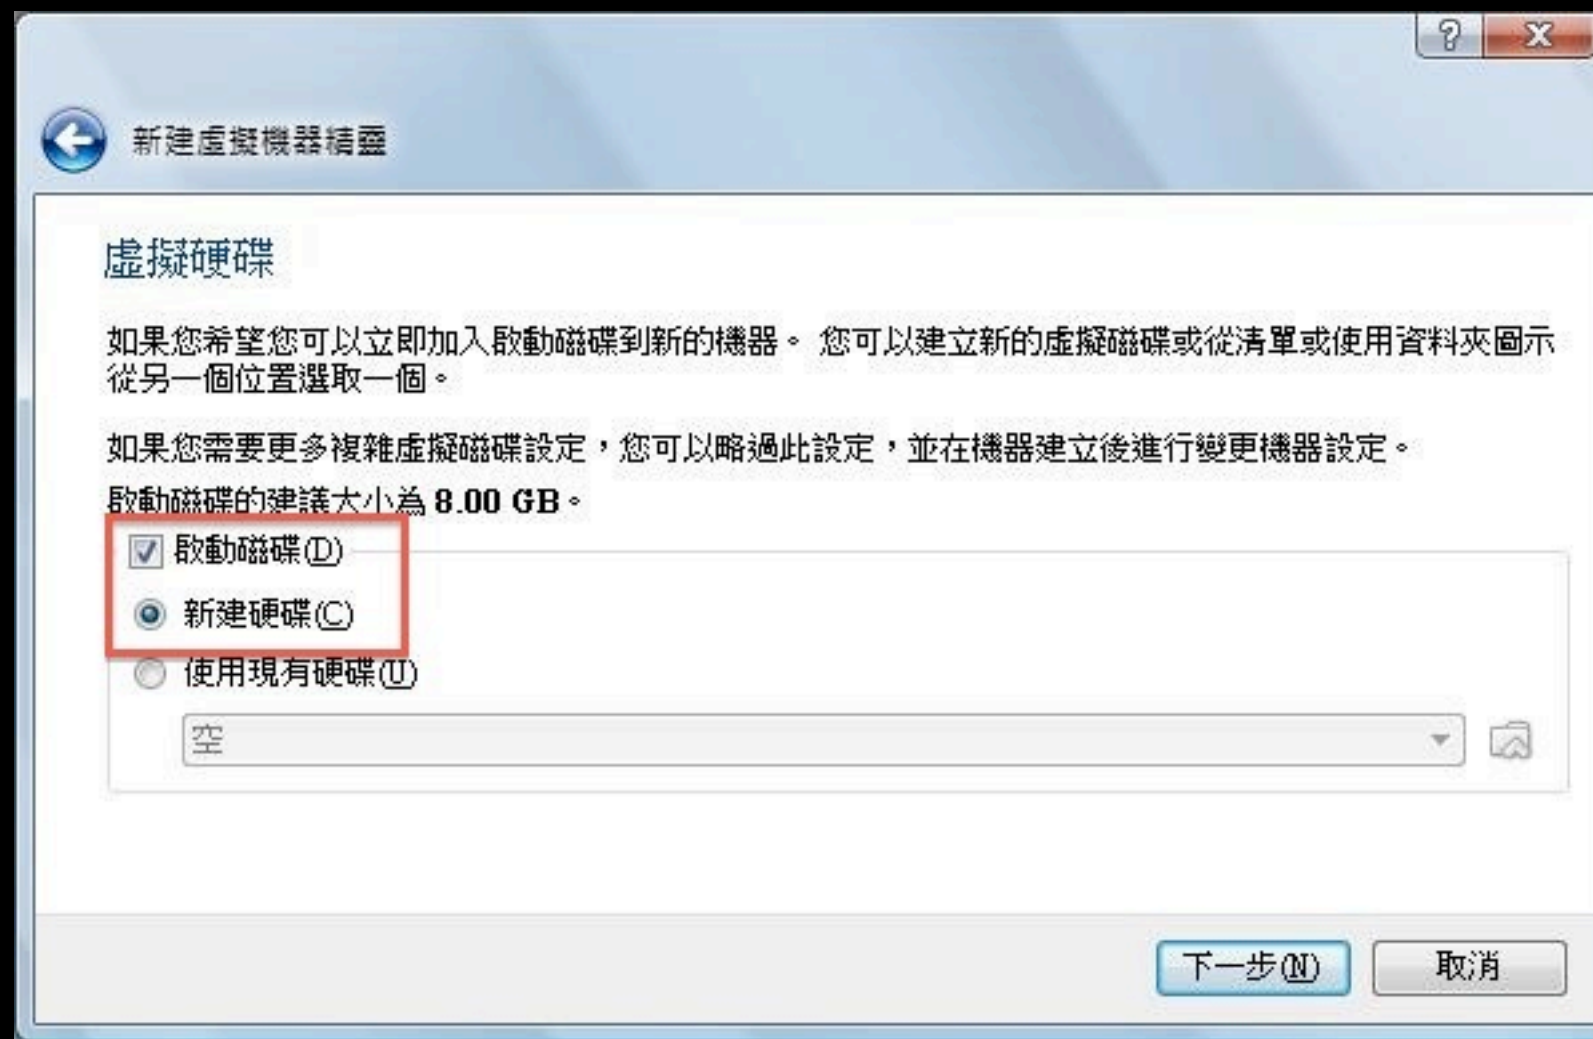 新建虛擬機器精靈
虛擬硬碟
如果您希望您可以立即加入啟動磁碟到新的機器。 您可以建立新的虛擬磁碟或從清單或使用資料夾圖示
從另一個位置選取一個。
如果您需要更多複雜虛擬磁碟設定，您可以略過此設定，並在機器建立後進行變更機器設定。
啟動磁碟的建議大小為 8.00 GB。
啟動磁碟(D)
新建硬碟(C)
使用現有硬碟(U)
空
下一步(N)
取消